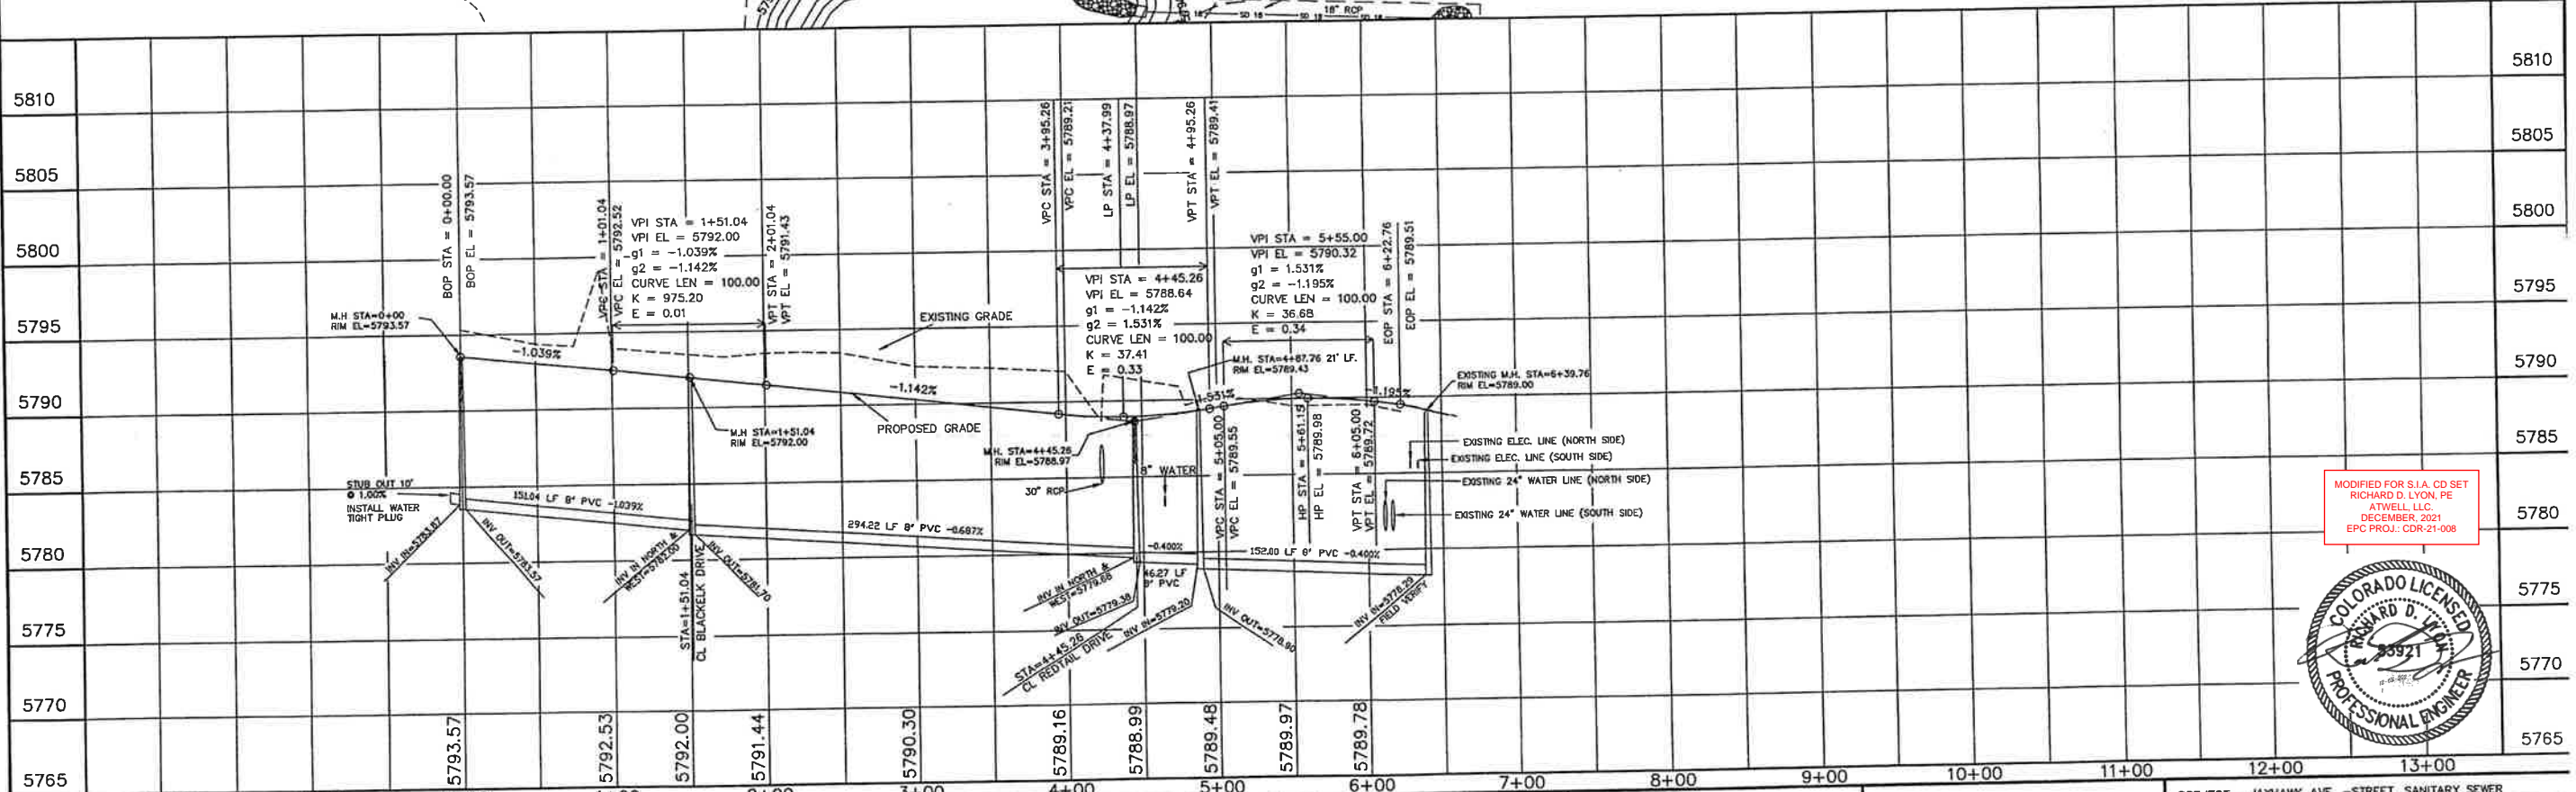 18" RCP
5810
5805
5800
5795
5790
5785
5780
5775
5770
5765
BOP STA = 0+00.00
BOP EL = 5793.57
M.H STA=0+00
RIM EL=5793.57
-1.039%
VPC STA = 1+01.04
VPC EL = 5792.52
VPI STA = 1+51.04
VPI EL = 5792.00
g1 = -1.039%
g2 = -1.142%
CURVE LEN = 100.00
K = 975.20
E = 0.01
VPT STA = 2+01.04
VPT EL = 5791.43
EXISTING GRADE
-1.142%
PROPOSED GRADE
M.H STA=1+51.04
RIM EL=5792.00
VPC STA = 3+95.26
VPC EL = 5789.21
LP STA = 4+37.99
LP EL = 5788.97
VPT STA = 4+95.26
VPT EL = 5789.41
VPI STA = 4+45.26
VPI EL = 5788.64
g1 = -1.142%
g2 = 1.531%
CURVE LEN = 100.00
K = 37.41
E = 0.33
VPI STA = 5+55.00
VPI EL = 5790.32
g1 = 1.531%
g2 = -1.195%
CURVE LEN = 100.00
K = 36.68
E = 0.34
EOP STA = 6+22.76
EOP EL = 5789.51
M.H. STA=4+87.76 21' LF.
RIM EL=5789.43
1.531%
-1.195%
EXISTING M.H. STA=6+39.76
RIM EL=5789.00
M.H. STA=4+45.26
RIM EL=5788.97
30" RCP
8" WATER
VPC STA = 5+05.00
VPC EL = 5789.55
HP STA = 5+61.15
HP EL = 5789.98
VPT STA = 6+05.00
VPT EL = 5789.72
EXISTING ELEC. LINE (NORTH SIDE)
EXISTING ELEC. LINE (SOUTH SIDE)
EXISTING 24" WATER LINE (NORTH SIDE)
EXISTING 24" WATER LINE (SOUTH SIDE)
STUB OUT 10'
@ 1.00%
INSTALL WATER
TIGHT PLUG
151.04 LF 8" PVC -1.039%
294.22 LF 8" PVC -0.687%
-0.400%
46.27 LF
8" PVC
152.00 LF 8" PVC -0.400%
INV IN=5783.67
INV OUT=5783.57
INV IN NORTH &
WEST=5782.00
STA=1+51.04
CL BLACKELK DRIVE
INV OUT=5781.70
INV IN NORTH &
WEST=5779.68
INV OUT=5779.38
STA=4+45.26
CL REDTAIL DRIVE
INV IN=5779.20
INV OUT=5778.90
INV IN=5778.29
FIELD VERIFY
5793.57
5792.53
5792.00
5791.44
5790.30
5789.16
5788.99
5789.48
5789.97
5789.78
4+00
5+00
6+00
7+00
8+00
9+00
10+00
11+00
12+00
13+00
5810
5805
5800
5795
5790
5785
5780
5775
5770
5765
MODIFIED FOR S.I.A. CD SET
RICHARD D. LYON, PE
ATWELL, LLC.
DECEMBER, 2021
EPC PROJ.: CDR-21-008
COLORADO LICENSED
RICHARD D. LYON
53921
PROFESSIONAL ENGINEER